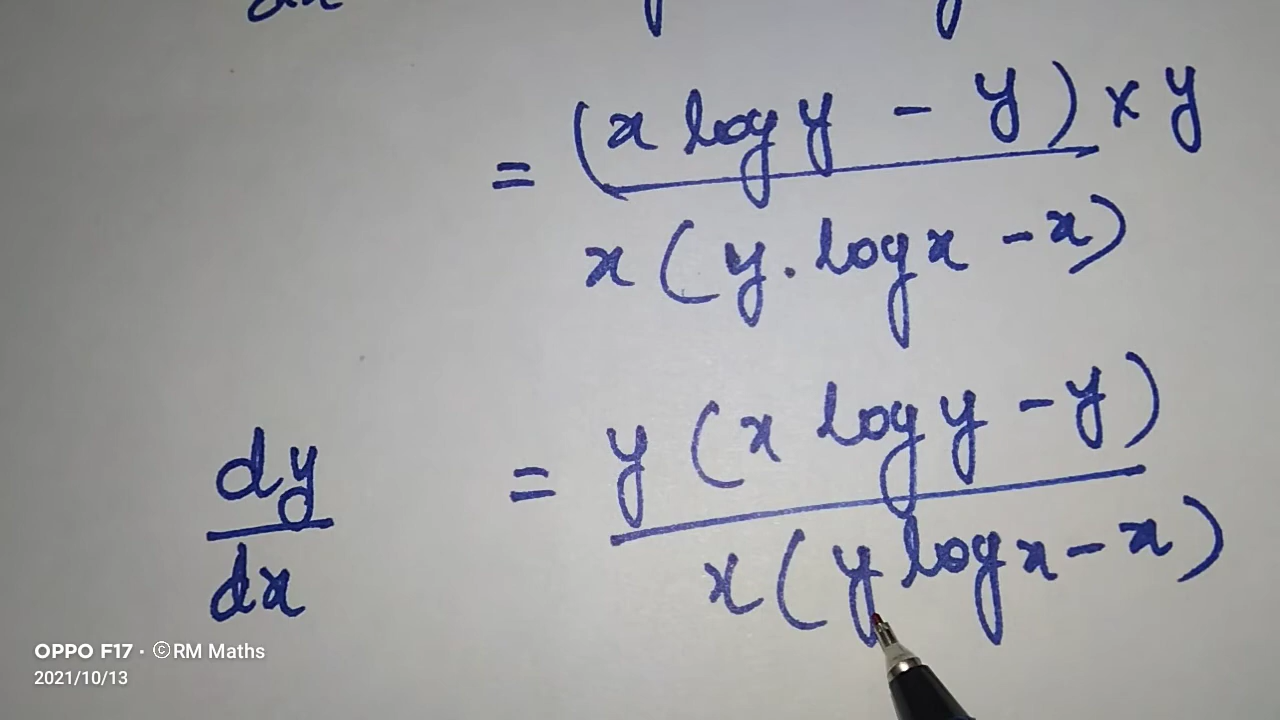 = (x log y - y) × y
x (y . log x - x)
dy = y (x log y - y)
dx x (y log x - x)
OPPO F17 · ©RM Maths
2021/10/13